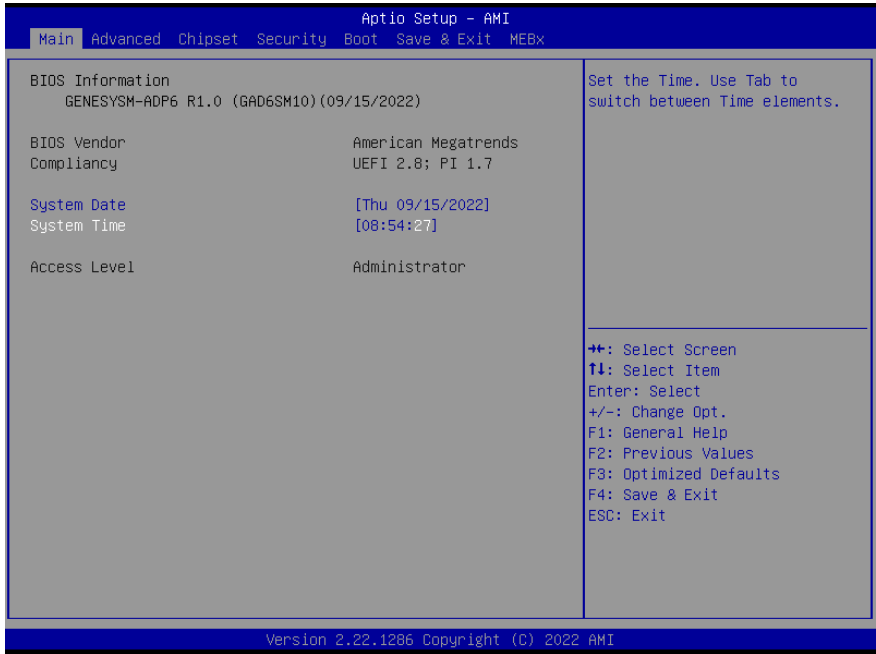 Aptio Setup – AMI
Main Advanced Chipset Security Boot Save & Exit MEBx
BIOS Information
GENESYSM-ADP6 R1.0 (GAD6SM10)(09/15/2022)
BIOS Vendor American Megatrends
Compliancy UEFI 2.8; PI 1.7
System Date [Thu 09/15/2022]
System Time [08:54:27]
Access Level Administrator
Set the Time. Use Tab to
switch between Time elements.
→←: Select Screen
↑↓: Select Item
Enter: Select
+/-: Change Opt.
F1: General Help
F2: Previous Values
F3: Optimized Defaults
F4: Save & Exit
ESC: Exit
Version 2.22.1286 Copyright (C) 2022 AMI